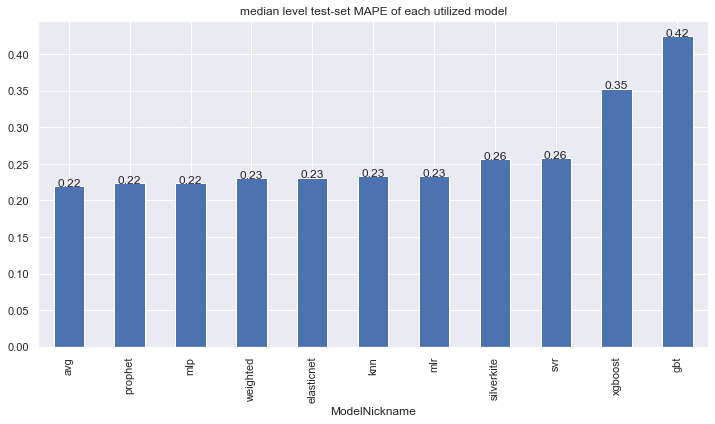 median level test-set MAPE of each utilized model
0.40
0.35
0.30
0.25
0.20
0.15
0.10
0.05
0.00
0.22
0.22
0.22
0.23
0.23
0.23
0.23
0.26
0.26
0.35
0.42
avg
prophet
mlp
weighted
elasticnet
knn
mlr
silverkite
svr
xgboost
gbt
ModelNickname